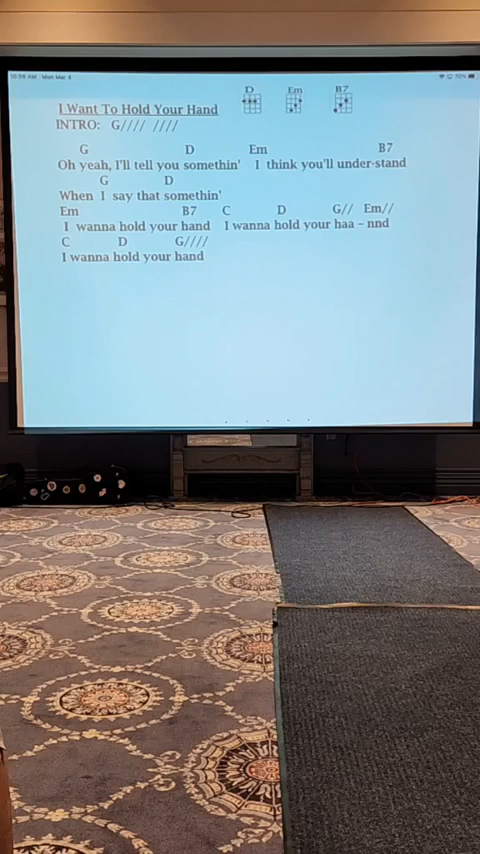 10:56 AM Mon Mar 4
70%
D Em B7
I Want To Hold Your Hand
INTRO: G//// ////
G D Em B7
Oh yeah, I'll tell you somethin' I think you'll under-stand
G D
When I say that somethin'
Em B7 C D G// Em//
I wanna hold your hand I wanna hold your haa - nnd
C D G////
I wanna hold your hand